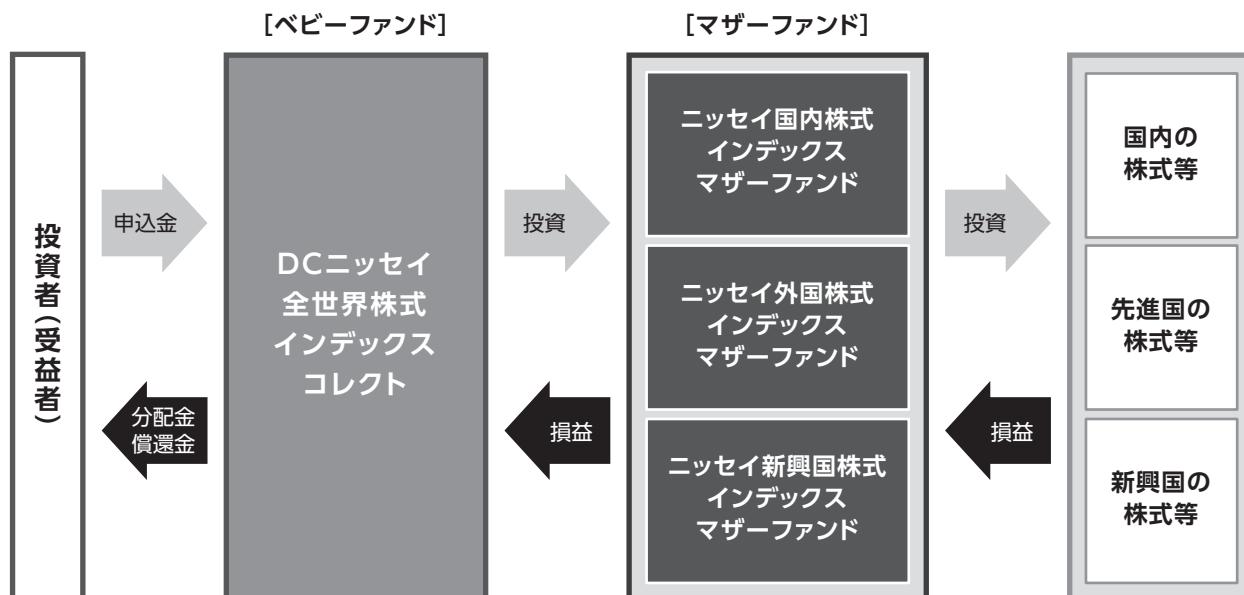 [ベビーファンド]
[マザーファンド]
投資者(受益者)
申込金
分配金
償還金
DCニッセイ
全世界株式
インデックス
コレクト
投資
損益
ニッセイ国内株式
インデックス
マザーファンド
ニッセイ外国株式
インデックス
マザーファンド
ニッセイ新興国株式
インデックス
マザーファンド
投資
損益
国内の
株式等
先進国の
株式等
新興国の
株式等